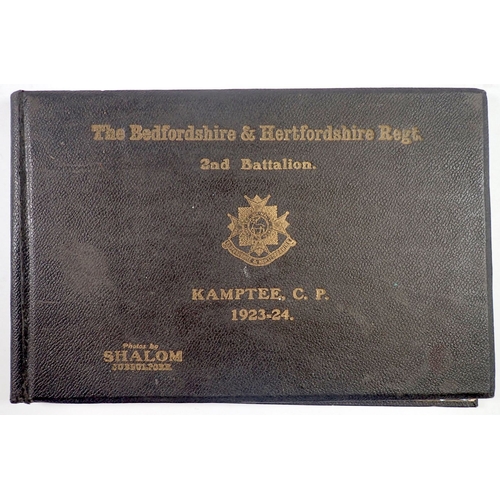 The Bedfordshire & Hertfordshire Regt.
2nd Battalion.
KAMPTEE, C. P.
1923-24.
Photos by
SHALOM
JUBBULPORE.